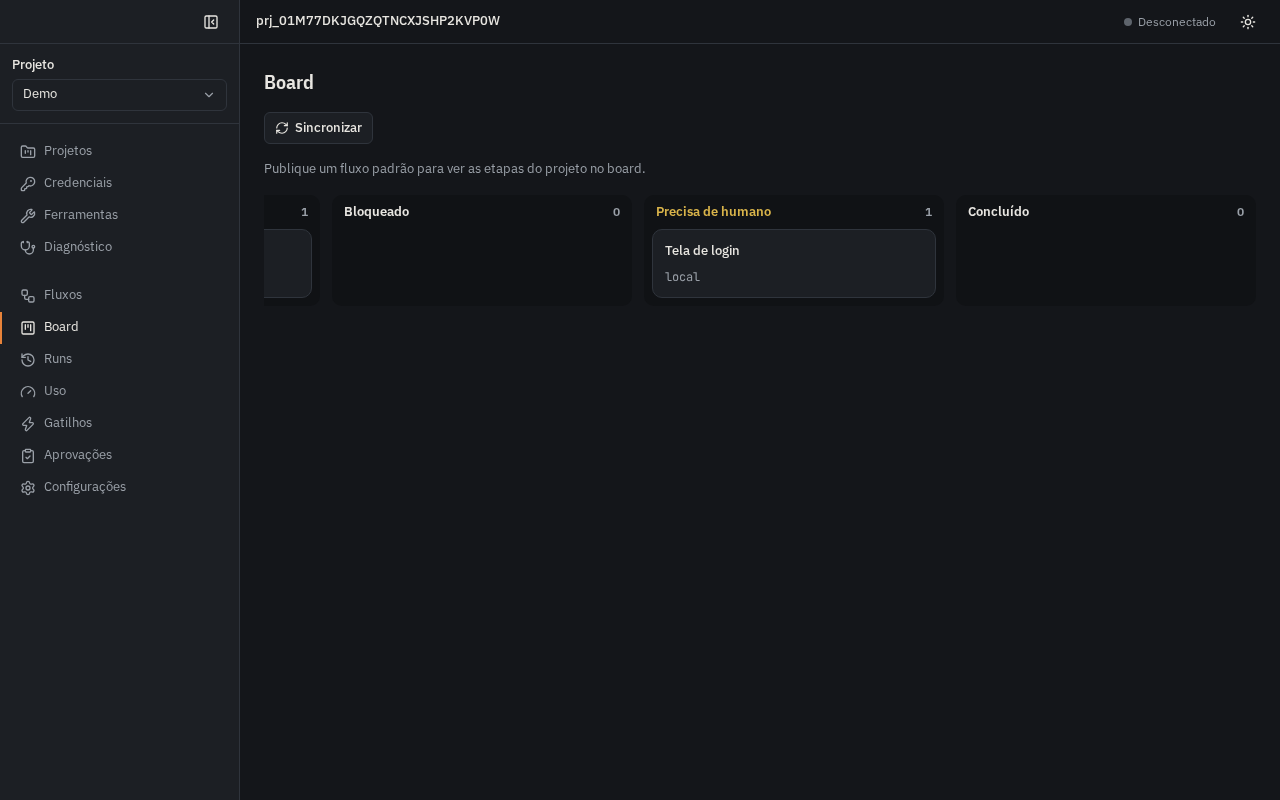 prj_01M77DKJGQZQTNCXJSHP2KVP0W
Desconectado
Projeto
Demo
Projetos
Credenciais
Ferramentas
Diagnóstico
Fluxos
Board
Runs
Uso
Gatilhos
Aprovações
Configurações
Board
Sincronizar
Publique um fluxo padrão para ver as etapas do projeto no board.
1
Bloqueado 0
Precisa de humano 1
Tela de login
local
Concluído 0